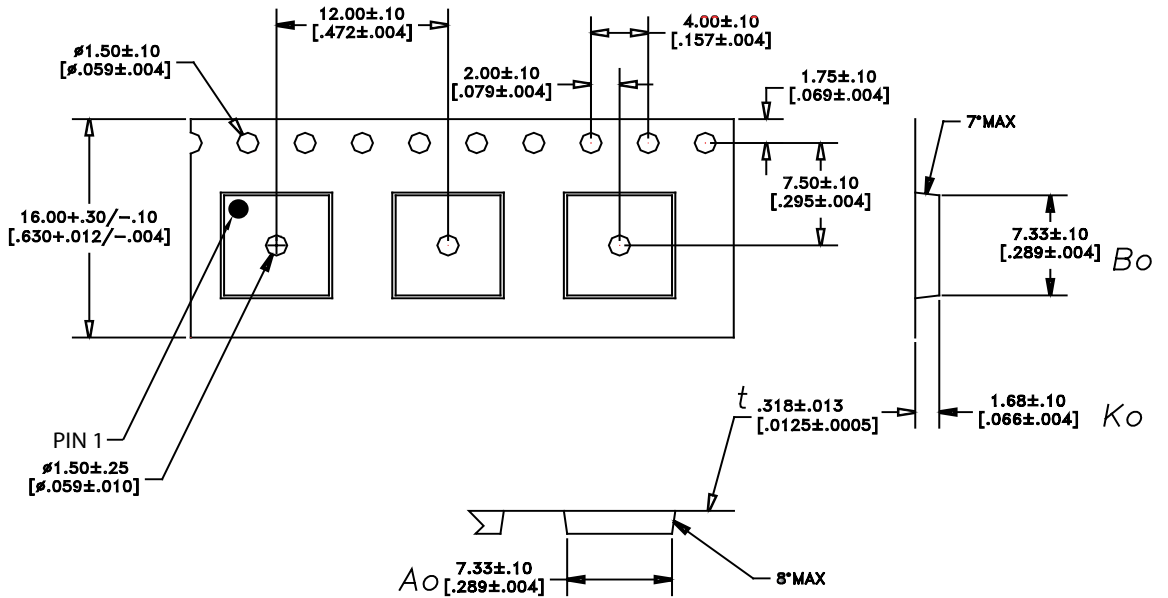 12.00±.10
[.472±.004]
4.00±.10
[.157±.004]
ø1.50±.10
[ø.059±.004]
2.00±.10
[.079±.004]
1.75±.10
[.069±.004]
7°MAX
7.50±.10
[.295±.004]
16.00+.30/-.10
[.630+.012/-.004]
7.33±.10
[.289±.004]
Bo
t
.318±.013
[.0125±.0005]
1.68±.10
[.066±.004]
Ko
PIN 1
ø1.50±.25
[ø.059±.010]
Ao
7.33±.10
[.289±.004]
8°MAX